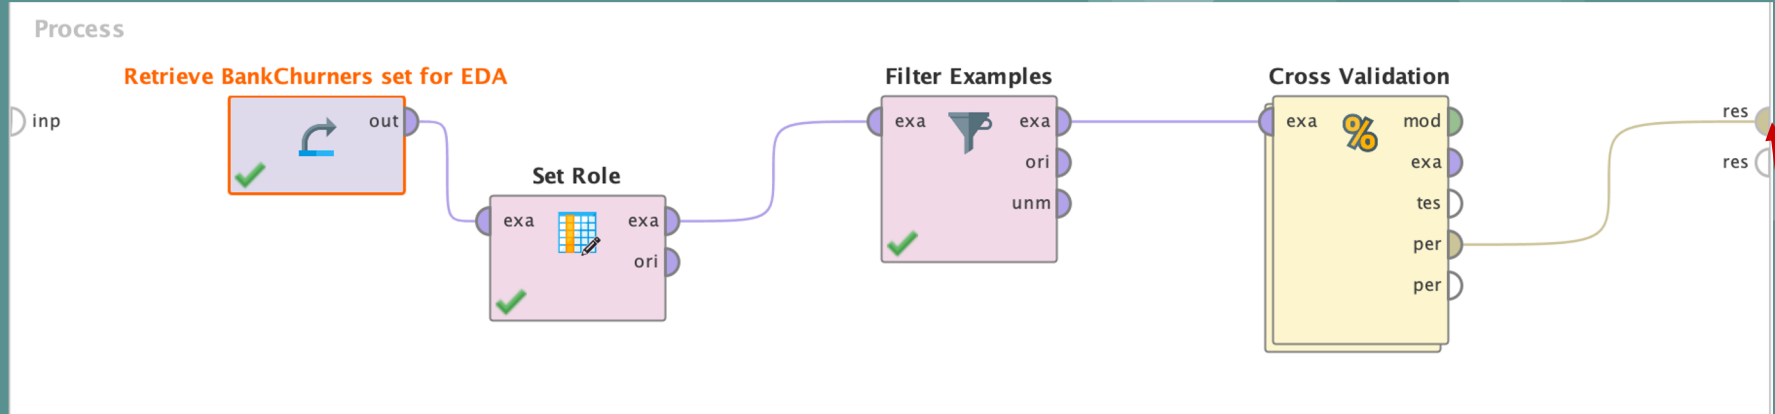 Process
Retrieve BankChurners set for EDA
inp
out
Set Role
exa
exa
ori
Filter Examples
exa
exa
ori
unm
Cross Validation
exa
mod
exa
tes
per
per
%
res
res